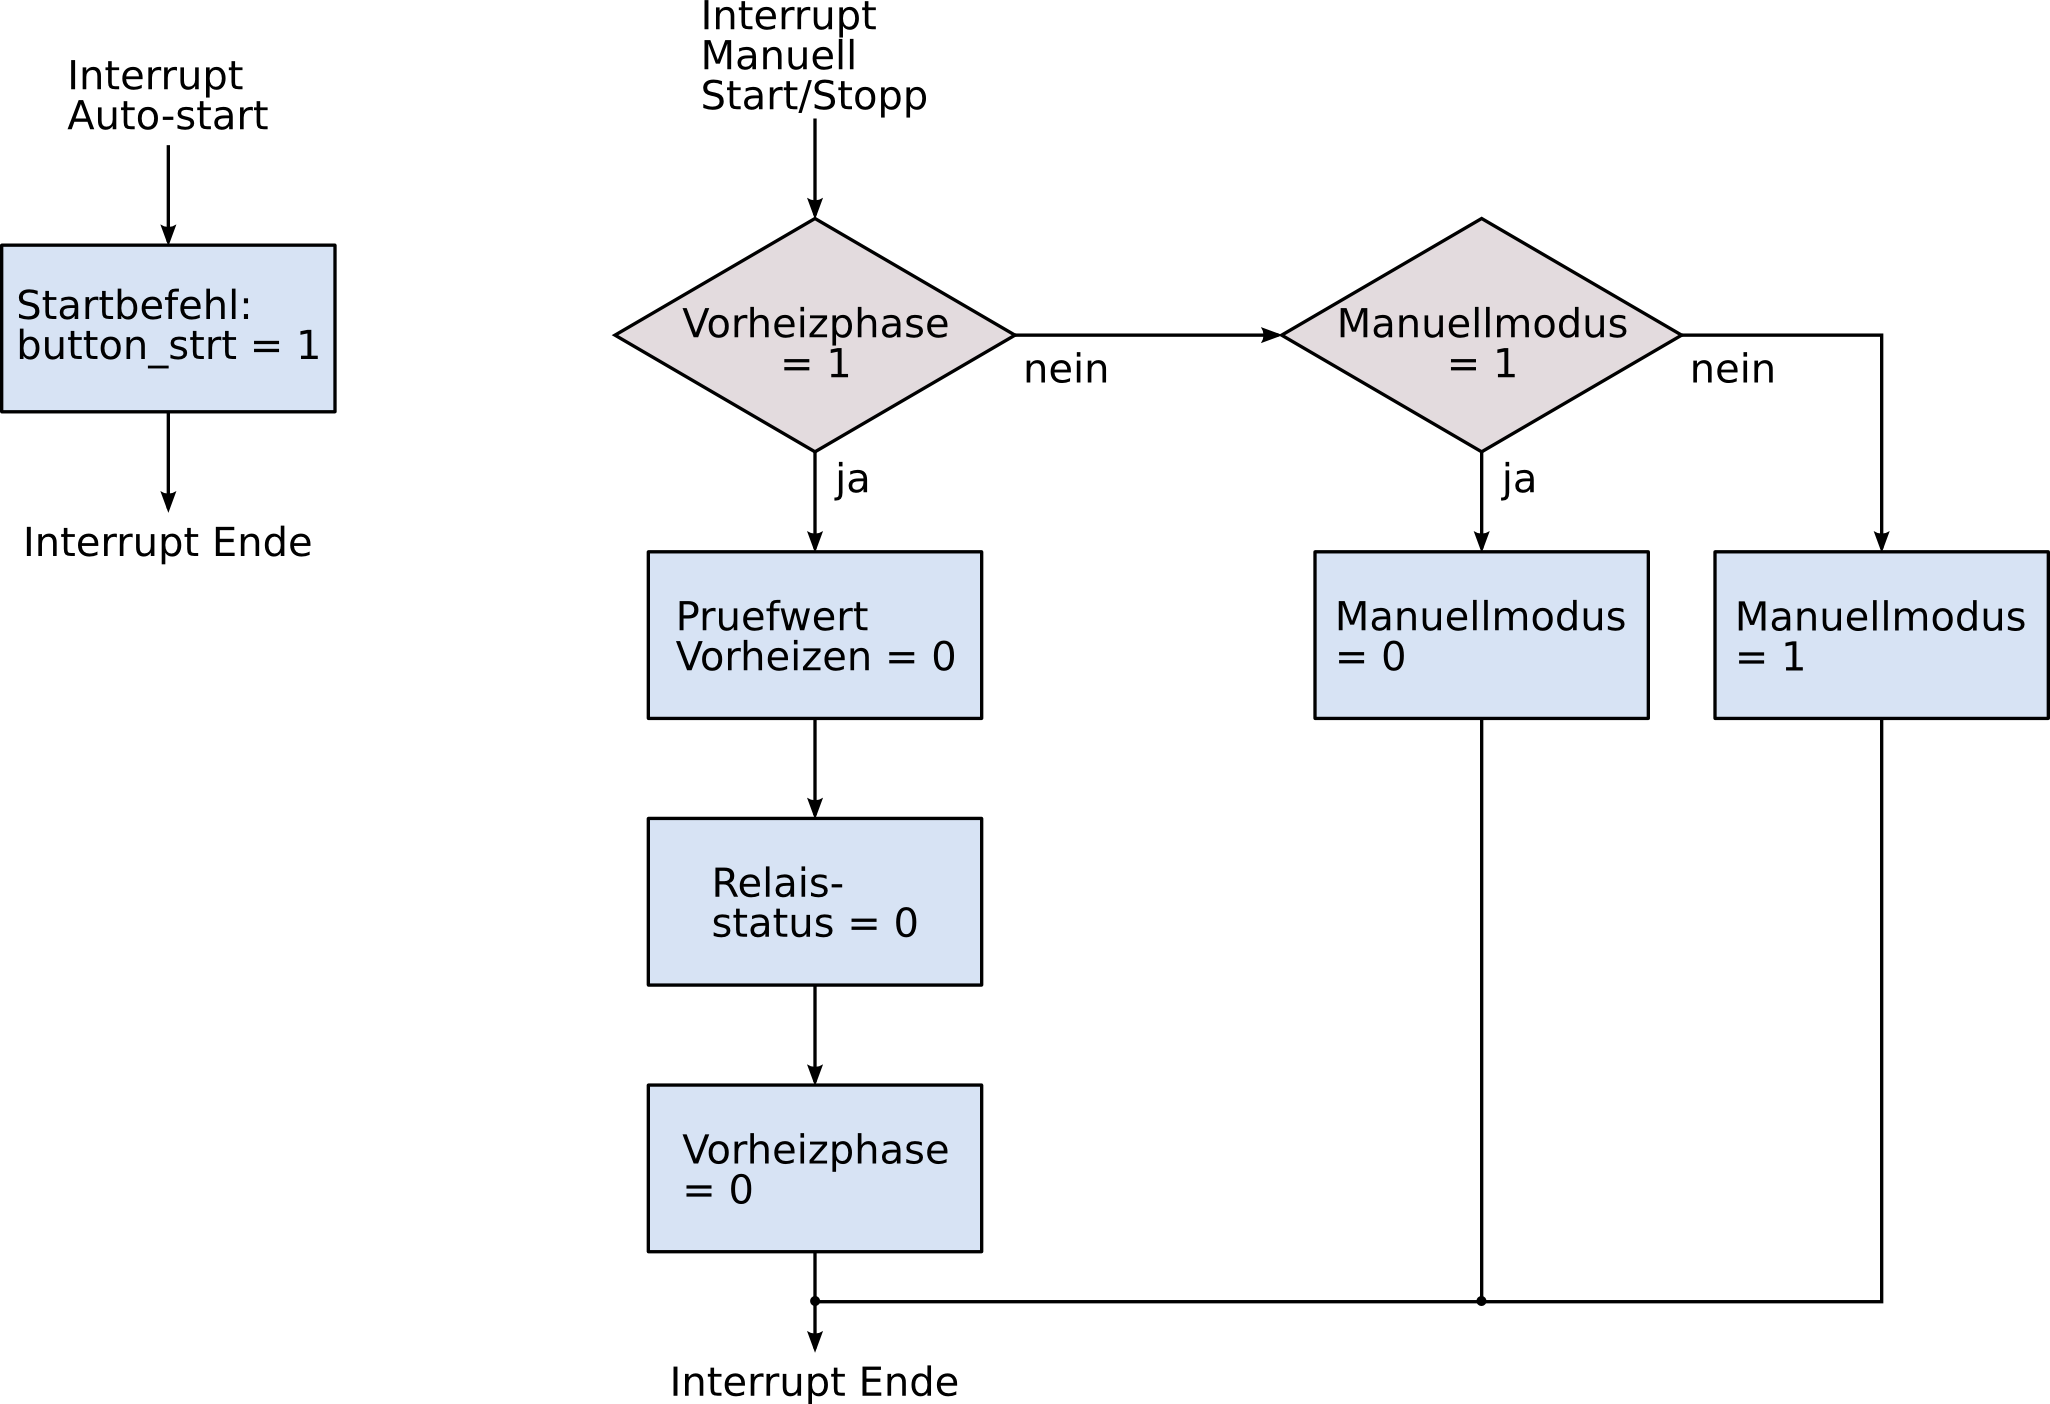 Interrupt
Auto-start
Startbefehl:
button_strt = 1
Interrupt Ende
Interrupt
Manuell
Start/Stopp
Vorheizphase
= 1
nein
Manuellmodus
= 1
nein
ja
ja
Pruefwert
Vorheizen = 0
Manuellmodus
= 0
Manuellmodus
= 1
Relais-
status = 0
Vorheizphase
= 0
Interrupt Ende